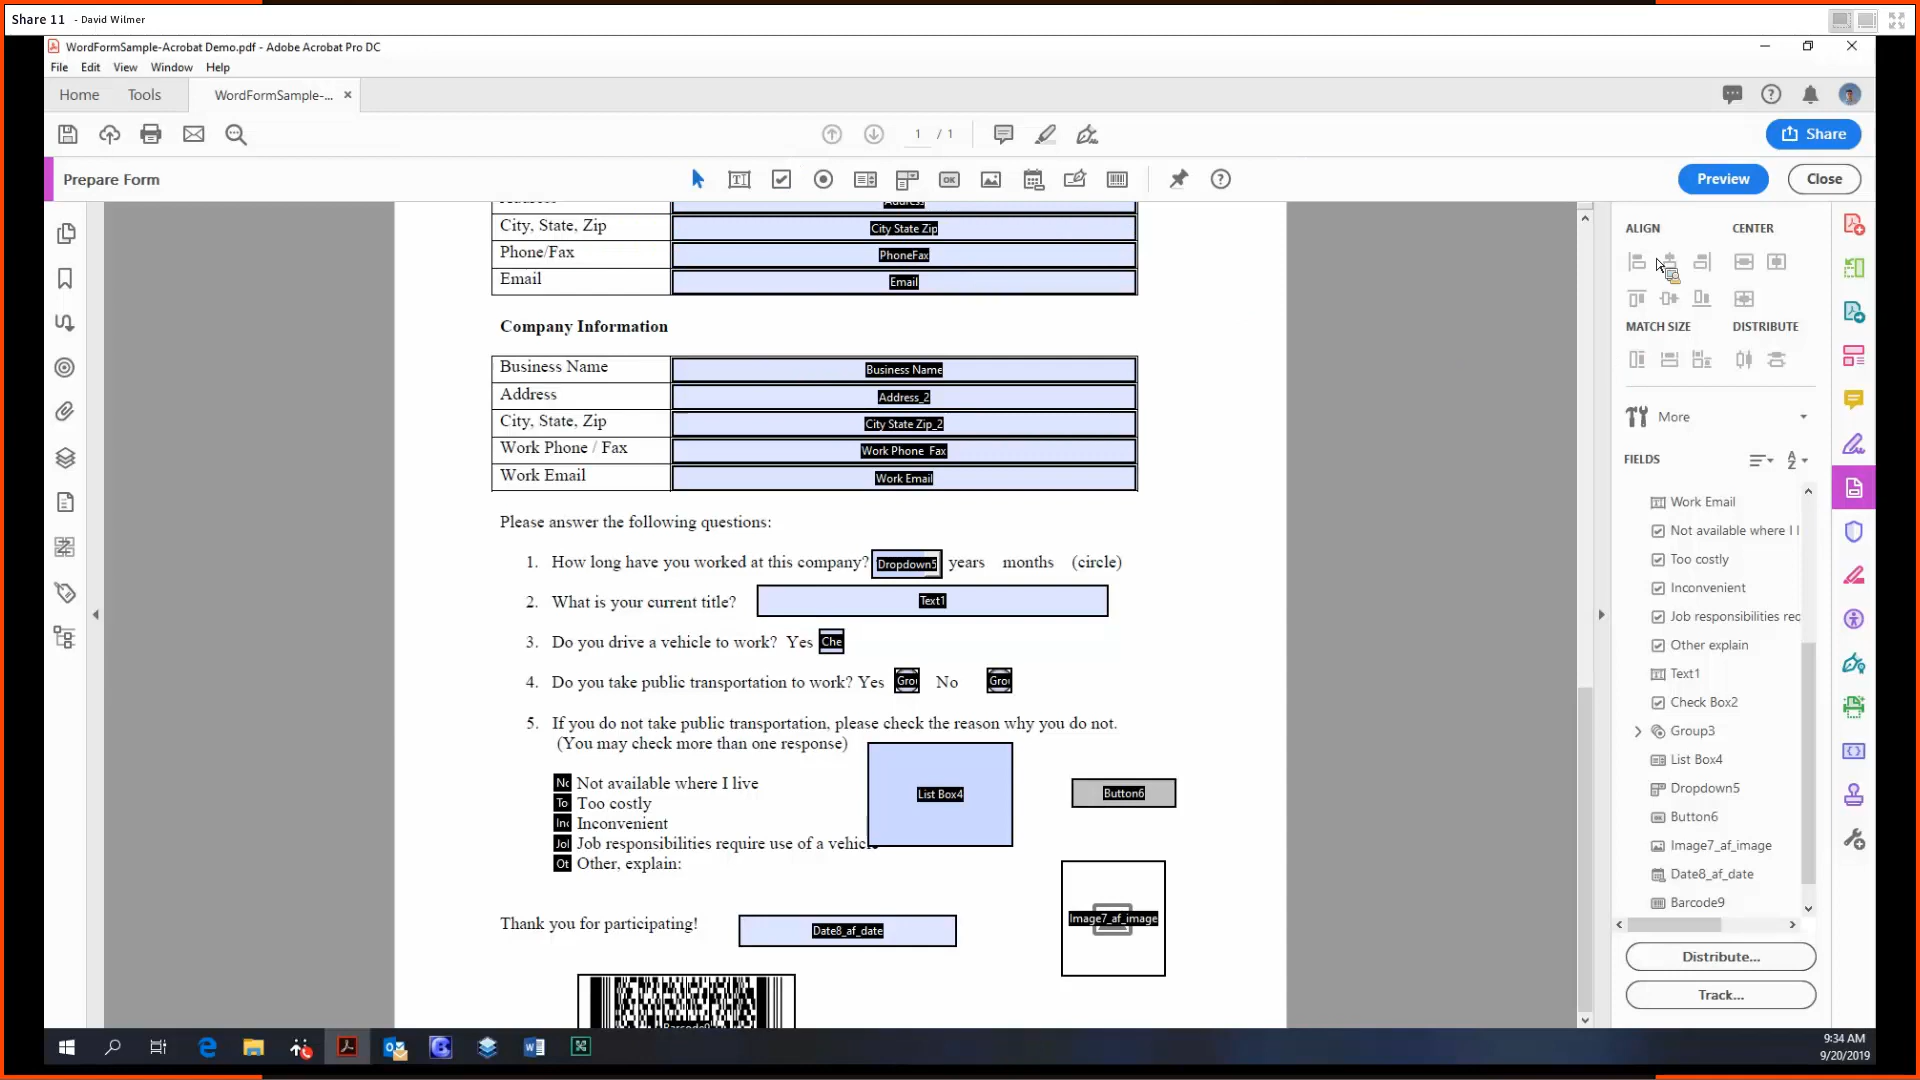 Share 11 - David Wilmer
WordFormSample-Acrobat Demo.pdf - Adobe Acrobat Pro DC
File Edit View Window Help
Home Tools WordFormSample-...
1 / 1
Share
Prepare Form
Preview Close
Address
City, State, Zip City State Zip
Phone/Fax PhoneFax
Email Email
Company Information
Business Name Business Name
Address Address_2
City, State, Zip City State Zip_2
Work Phone / Fax Work Phone Fax
Work Email Work Email
Please answer the following questions:
1. How long have you worked at this company? Dropdown5 years months (circle)
2. What is your current title? Text1
3. Do you drive a vehicle to work? Yes Che
4. Do you take public transportation to work? Yes Gro No Gro
5. If you do not take public transportation, please check the reason why you do not.
(You may check more than one response)
Not available where I live
To Too costly
Inc Inconvenient
Job responsibilities require use of a vehicle
Ot Other, explain:
List Box4
Button6
Image7_af_image
Thank you for participating! Date8_af_date
Barcode9
ALIGN CENTER
MATCH SIZE DISTRIBUTE
More
FIELDS
Work Email
Not available where I l
Too costly
Inconvenient
Job responsibilities rec
Other explain
Text1
Check Box2
Group3
List Box4
Dropdown5
Button6
Image7_af_image
Date8_af_date
Barcode9
Distribute...
Track...
9:34 AM
9/20/2019